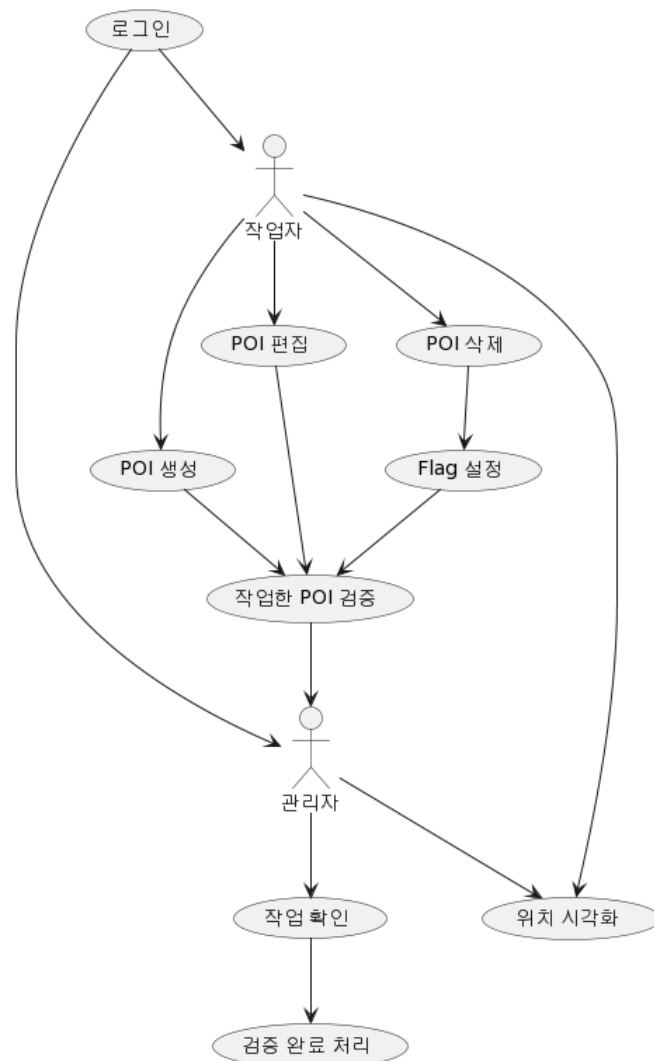 로그인
작업자
POI 편집
POI 삭제
POI 생성
Flag 설정
작업한 POI 검증
관리자
작업 확인
위치 시각화
검증 완료 처리